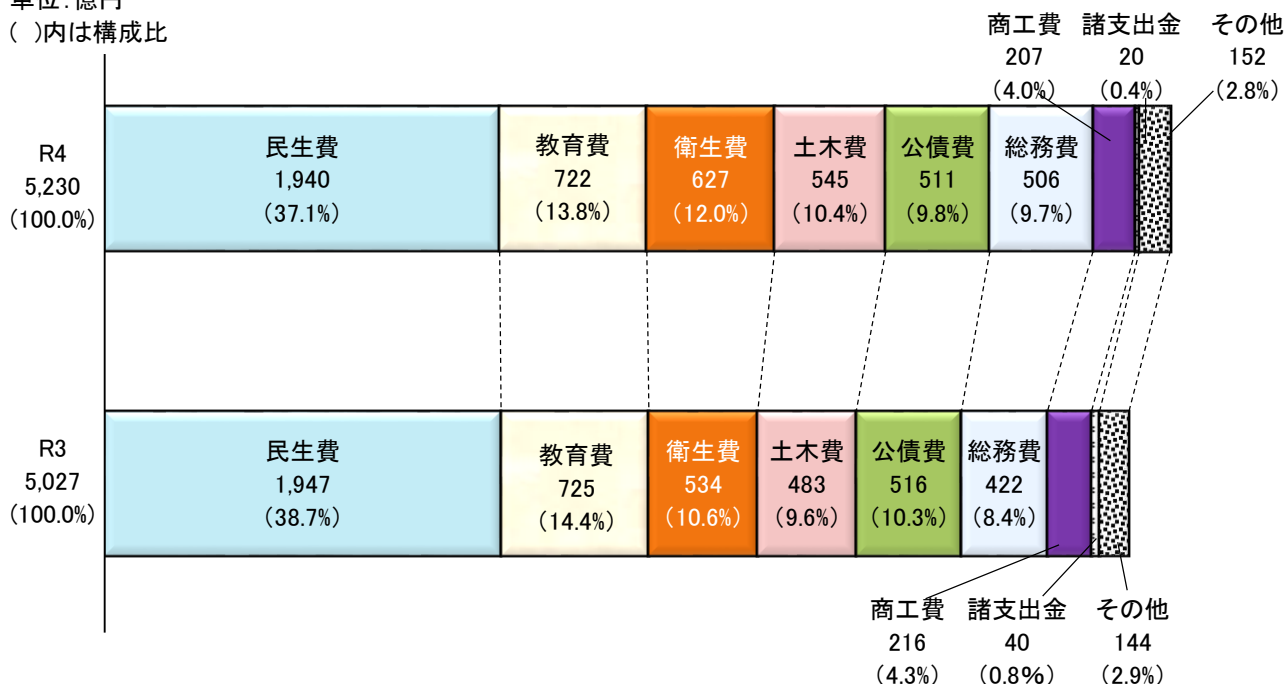 単位:億円
( )内は構成比
商工費 諸支出金 その他
207 20 152
(4.0%) (0.4%) (2.8%)
R4
5,230
(100.0%)
民生費
1,940
(37.1%)
教育費
722
(13.8%)
衛生費
627
(12.0%)
土木費
545
(10.4%)
公債費
511
(9.8%)
総務費
506
(9.7%)
R3
5,027
(100.0%)
民生費
1,947
(38.7%)
教育費
725
(14.4%)
衛生費
534
(10.6%)
土木費
483
(9.6%)
公債費
516
(10.3%)
総務費
422
(8.4%)
商工費 諸支出金 その他
216 40 144
(4.3%) (0.8%) (2.9%)